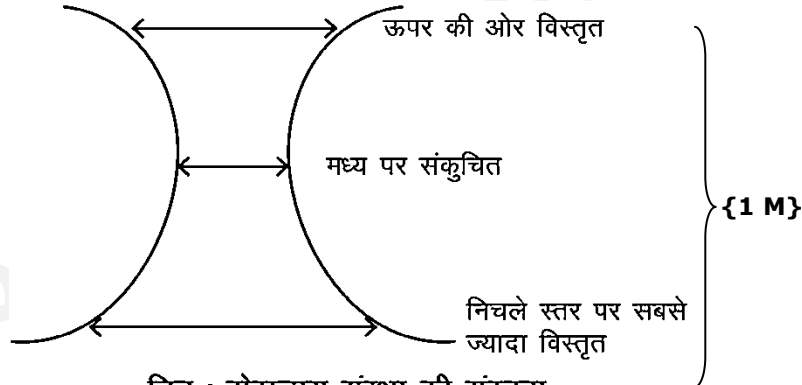 ऊपर की ओर विस्तृत
मध्य पर संकुचित
{1 M}
निचले स्तर पर सबसे
ज्यादा विस्तृत